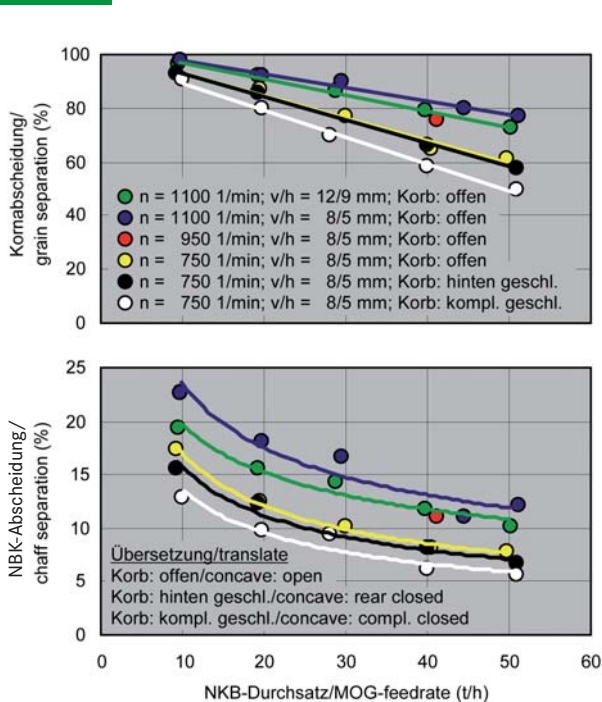 100
80
60
40
20
0
Kornabscheidung/
grain separation (%)
n = 1100 1/min; v/h = 12/9 mm; Korb: offen
n = 1100 1/min; v/h = 8/5 mm; Korb: offen
n = 950 1/min; v/h = 8/5 mm; Korb: offen
n = 750 1/min; v/h = 8/5 mm; Korb: offen
n = 750 1/min; v/h = 8/5 mm; Korb: hinten geschl.
n = 750 1/min; v/h = 8/5 mm; Korb: kompl. geschl.
25
20
15
10
5
0
NBK-Abscheidung/
chaff separation (%)
Übersetzung/translate
Korb: offen/concave: open
Korb: hinten geschl./concave: rear closed
Korb: kompl. geschl./concave: compl. closed
0 10 20 30 40 50 60
NKB-Durchsatz/MOG-feedrate (t/h)